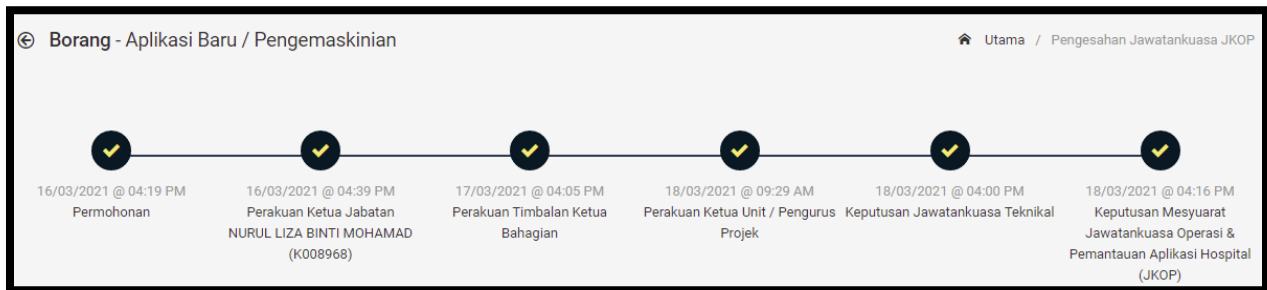 Borang - Aplikasi Baru / Pengemaskinian
Utama / Pengesahan Jawatankuasa JKOP
16/03/2021 @ 04:19 PM
Permohonan
16/03/2021 @ 04:39 PM
Perakuan Ketua Jabatan
NURUL LIZA BINTI MOHAMAD
(K008968)
17/03/2021 @ 04:05 PM
Perakuan Timbalan Ketua
Bahagian
18/03/2021 @ 09:29 AM
Perakuan Ketua Unit / Pengurus
Projek
18/03/2021 @ 04:00 PM
Keputusan Jawatankuasa Teknikal
18/03/2021 @ 04:16 PM
Keputusan Mesyuarat
Jawatankuasa Operasi &
Pemantauan Aplikasi Hospital
(JKOP)